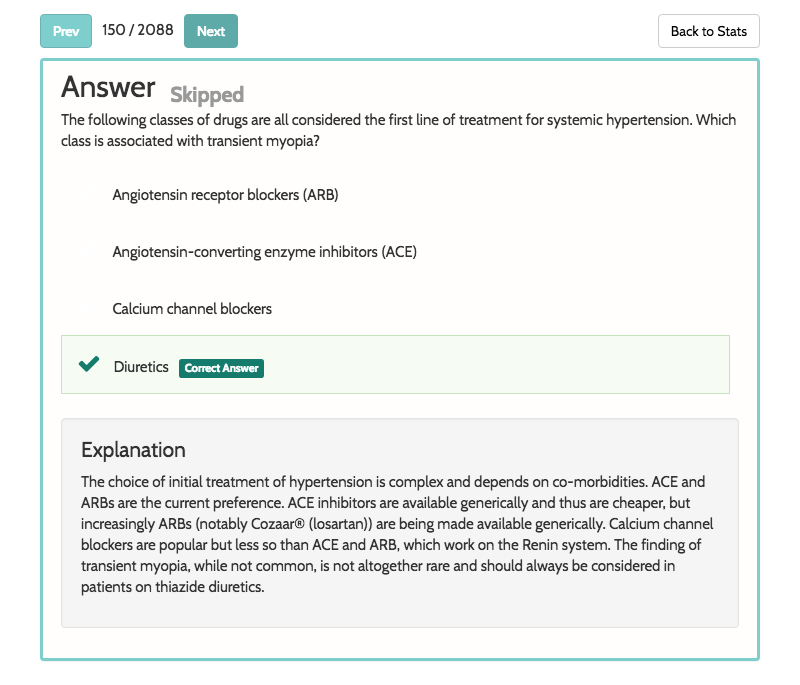 Prev 150 / 2088 Next Back to Stats
Answer Skipped
The following classes of drugs are all considered the first line of treatment for systemic hypertension. Which
class is associated with transient myopia?
Angiotensin receptor blockers (ARB)
Angiotensin-converting enzyme inhibitors (ACE)
Calcium channel blockers
Diuretics Correct Answer
Explanation
The choice of initial treatment of hypertension is complex and depends on co-morbidities. ACE and
ARBs are the current preference. ACE inhibitors are available generically and thus are cheaper, but
increasingly ARBs (notably Cozaar® (losartan)) are being made available generically. Calcium channel
blockers are popular but less so than ACE and ARB, which work on the Renin system. The finding of
transient myopia, while not common, is not altogether rare and should always be considered in
patients on thiazide diuretics.